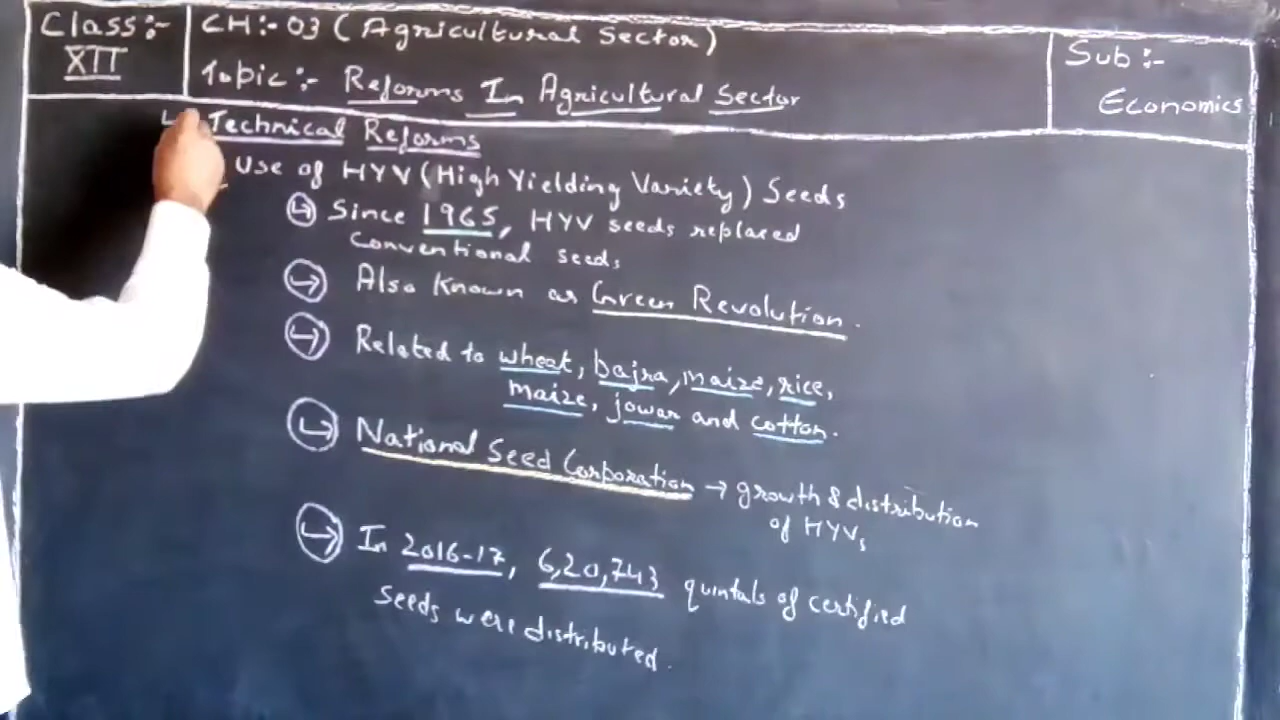 Class:-
XII
CH:- 03 (Agricultural Sector)
Topic:- Reforms In Agricultural Sector
Sub:-
Economics
Technical Reforms
Use of HYV (High Yielding Variety) Seeds
↳ Since 1965, HYV seeds replaced
conventional seeds
↳ Also Known as Green Revolution.
↳ Related to wheat, bajra, maize, rice,
maize, jowar and cotton.
↳ National Seed Corporation → growth & distribution
of HYVs
↳ In 2016-17, 6,20,743 quintals of certified
seeds were distributed.